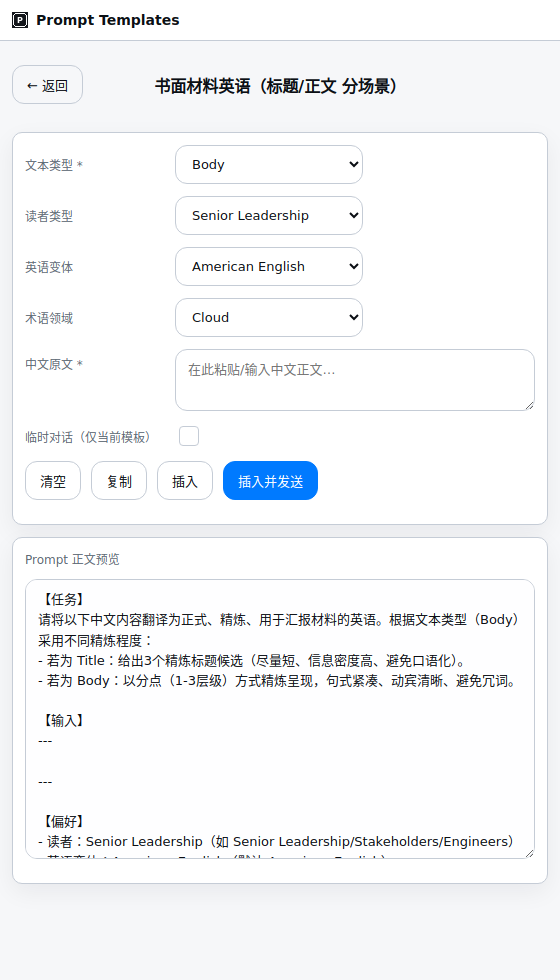 P Prompt Templates
← 返回
书面材料英语（标题/正文 分场景）
文本类型 *
Body
读者类型
Senior Leadership
英语变体
American English
术语领域
Cloud
中文原文 *
在此粘贴/输入中文正文…
临时对话（仅当前模板）
清空 复制 插入 插入并发送
Prompt 正文预览
【任务】
请将以下中文内容翻译为正式、精炼、用于汇报材料的英语。根据文本类型（Body）
采用不同精炼程度：
- 若为 Title：给出3个精炼标题候选（尽量短、信息密度高、避免口语化）。
- 若为 Body：以分点（1-3层级）方式精炼呈现，句式紧凑、动宾清晰、避免冗词。
【输入】
---
---
【偏好】
- 读者：Senior Leadership（如 Senior Leadership/Stakeholders/Engineers）